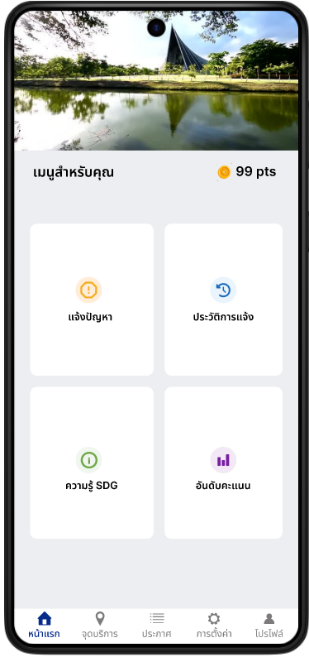 เมนูสำหรับคุณ 99 pts
แจ้งปัญหา ประวัติการแจ้ง
ความรู้ SDG อันดับคะแนน
หน้าแรก จุดบริการ ประกาศ การตั้งค่า โปรไฟล์